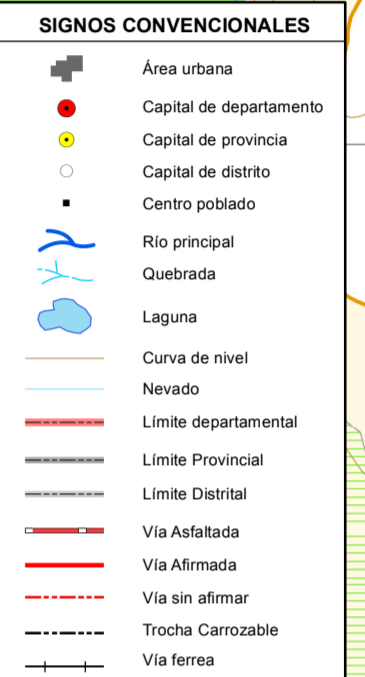 SIGNOS CONVENCIONALES
Área urbana
Capital de departamento
Capital de provincia
Capital de distrito
Centro poblado
Río principal
Quebrada
Laguna
Curva de nivel
Nevado
Límite departamental
Límite Provincial
Límite Distrital
Vía Asfaltada
Vía Afirmada
Vía sin afirmar
Trocha Carrozable
Vía ferrea